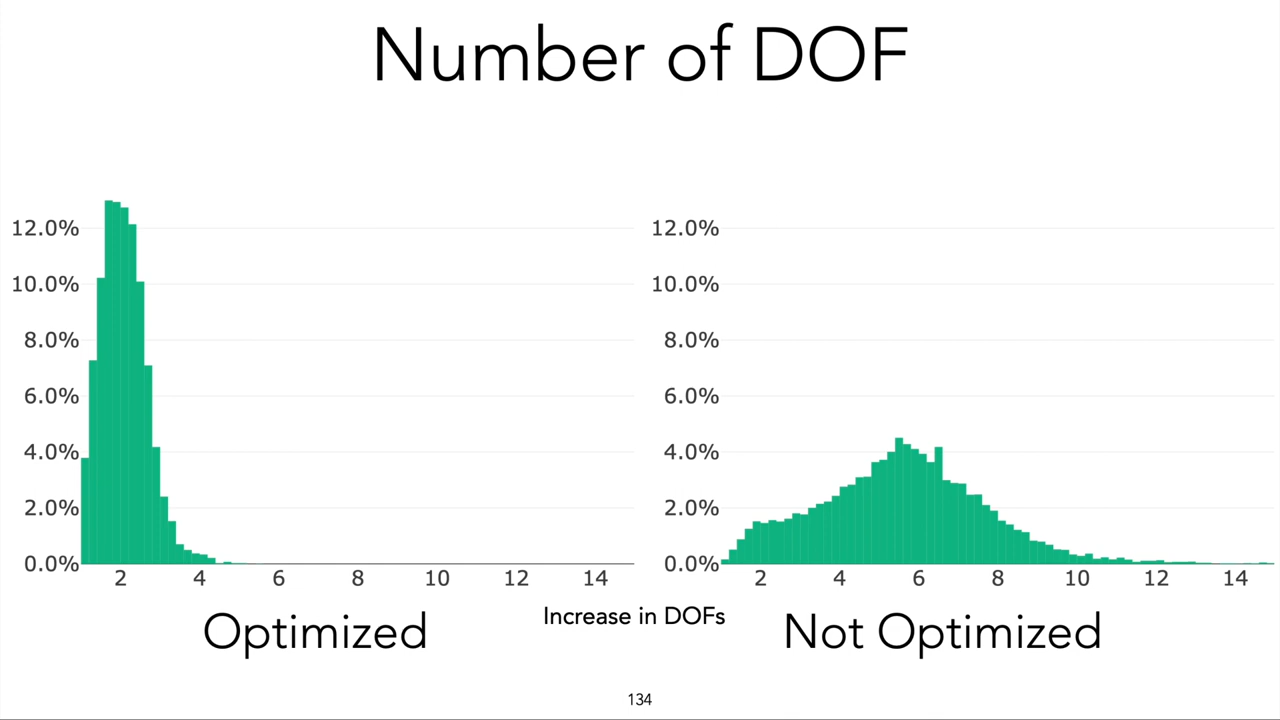 Number of DOF
12.0%
10.0%
8.0%
6.0%
4.0%
2.0%
0.0%
2 4 6 8 10 12 14
Optimized
12.0%
10.0%
8.0%
6.0%
4.0%
2.0%
0.0%
2 4 6 8 10 12 14
Not Optimized
Increase in DOFs
134